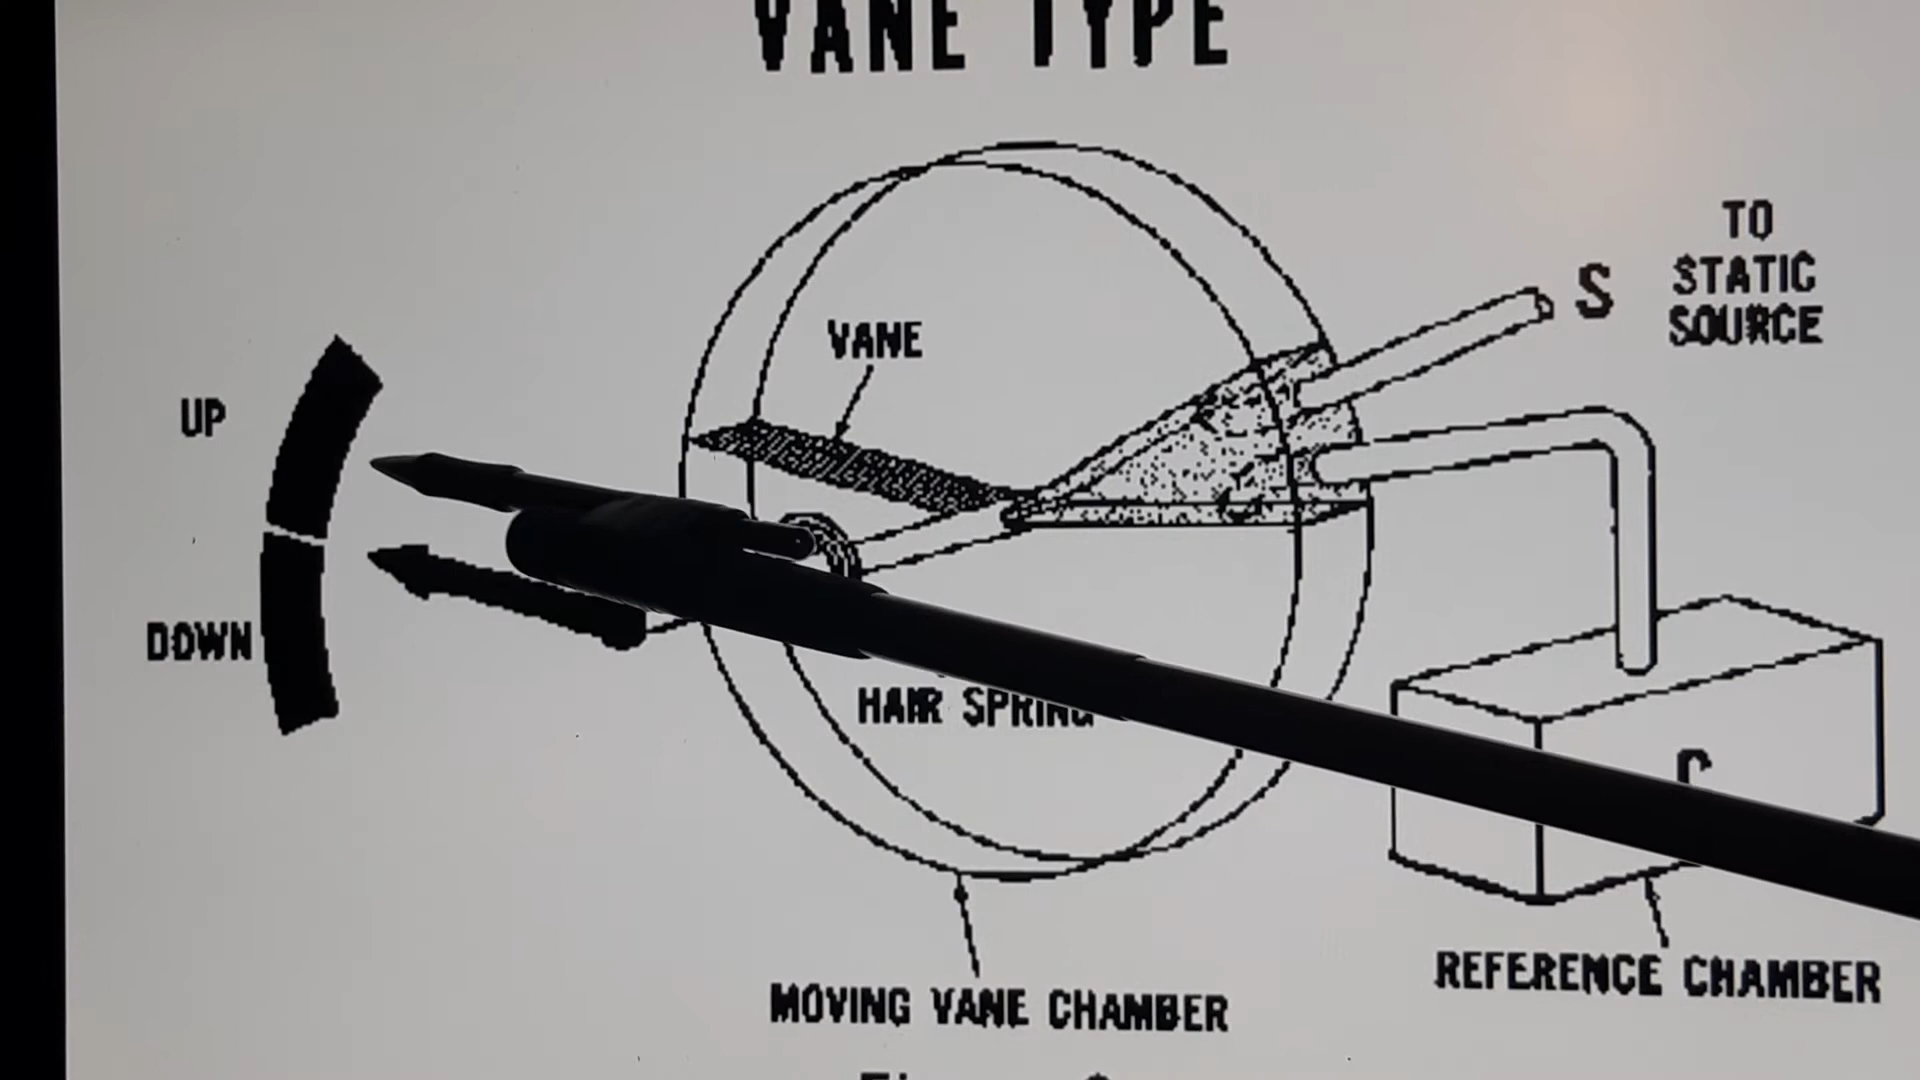 VANE TYPE
TO
STATIC
SOURCE
S
VANE
UP
DOWN
HAIR SPRING
C
REFERENCE CHAMBER
MOVING VANE CHAMBER